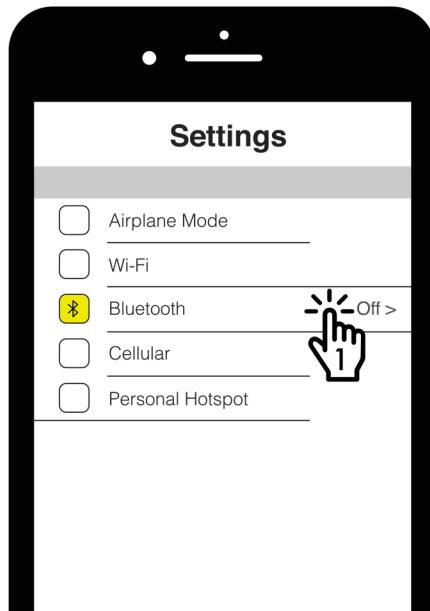 Settings
Airplane Mode
Wi-Fi
Bluetooth Off >
1
Cellular
Personal Hotspot